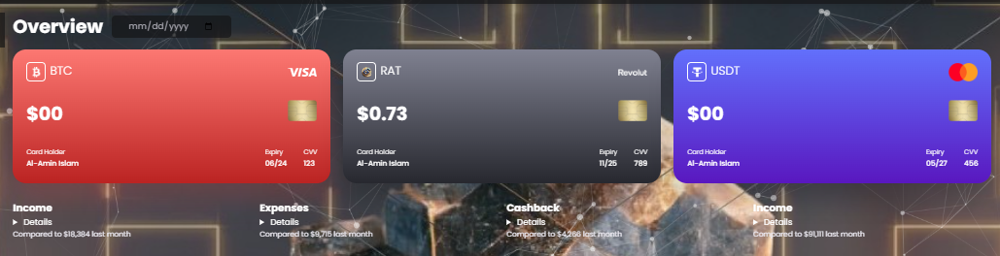 Overview mm/dd/yyyy
BTC VISA
$00
Card Holder Expiry CVV
Al-Amin Islam 06/24 123
RAT Revolut
$0.73
Card Holder Expiry CVV
Al-Amin Islam 11/25 789
USDT
$00
Card Holder Expiry CVV
Al-Amin Islam 05/27 456
Income
Details
Compared to $18,384 last month
Expenses
Details
Compared to $9,715 last month
Cashback
Details
Compared to $4,266 last month
Income
Details
Compared to $91,111 last month